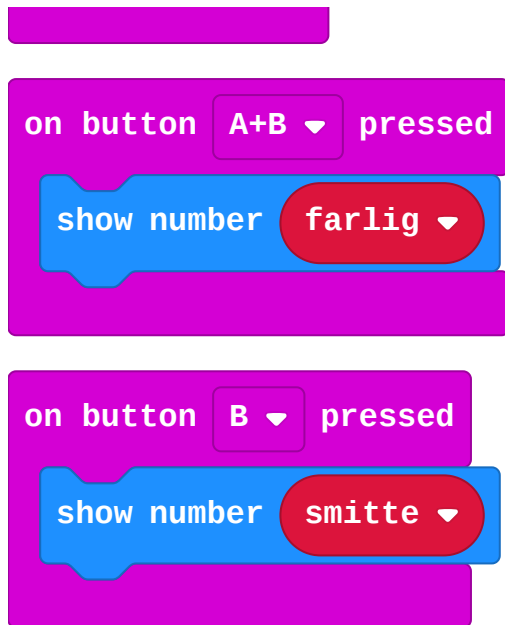 on button A+B pressed
show number farlig
on button B pressed
show number smitte